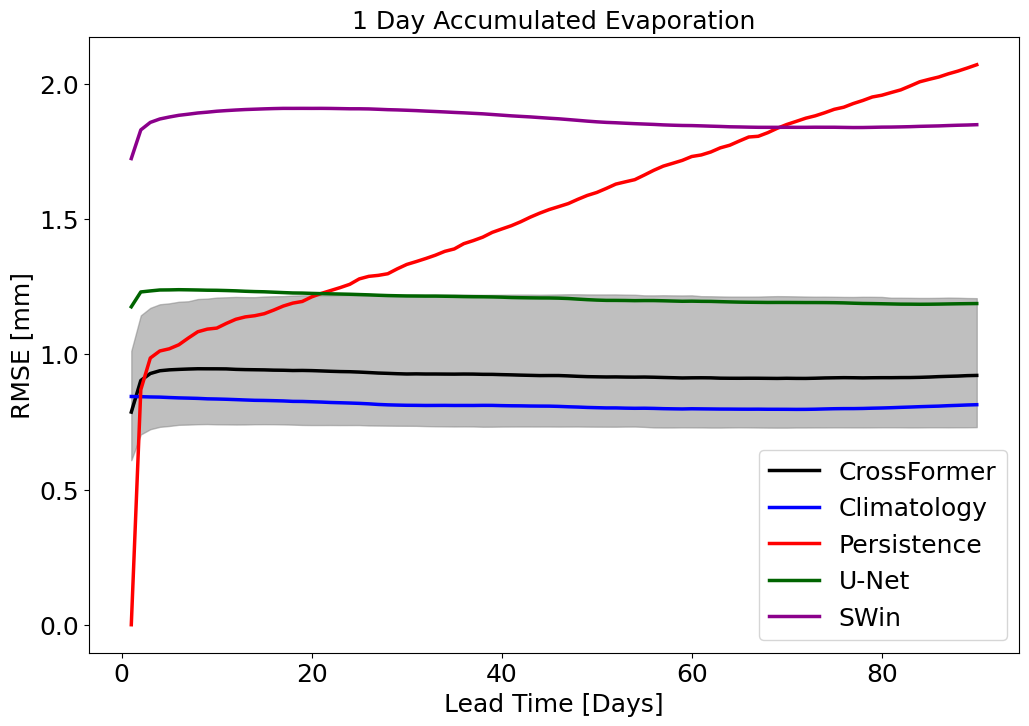 1 Day Accumulated Evaporation
RMSE [mm]
2.0
1.5
1.0
0.5
0.0
0
20
40
60
80
Lead Time [Days]
CrossFormer
Climatology
Persistence
U-Net
SWin